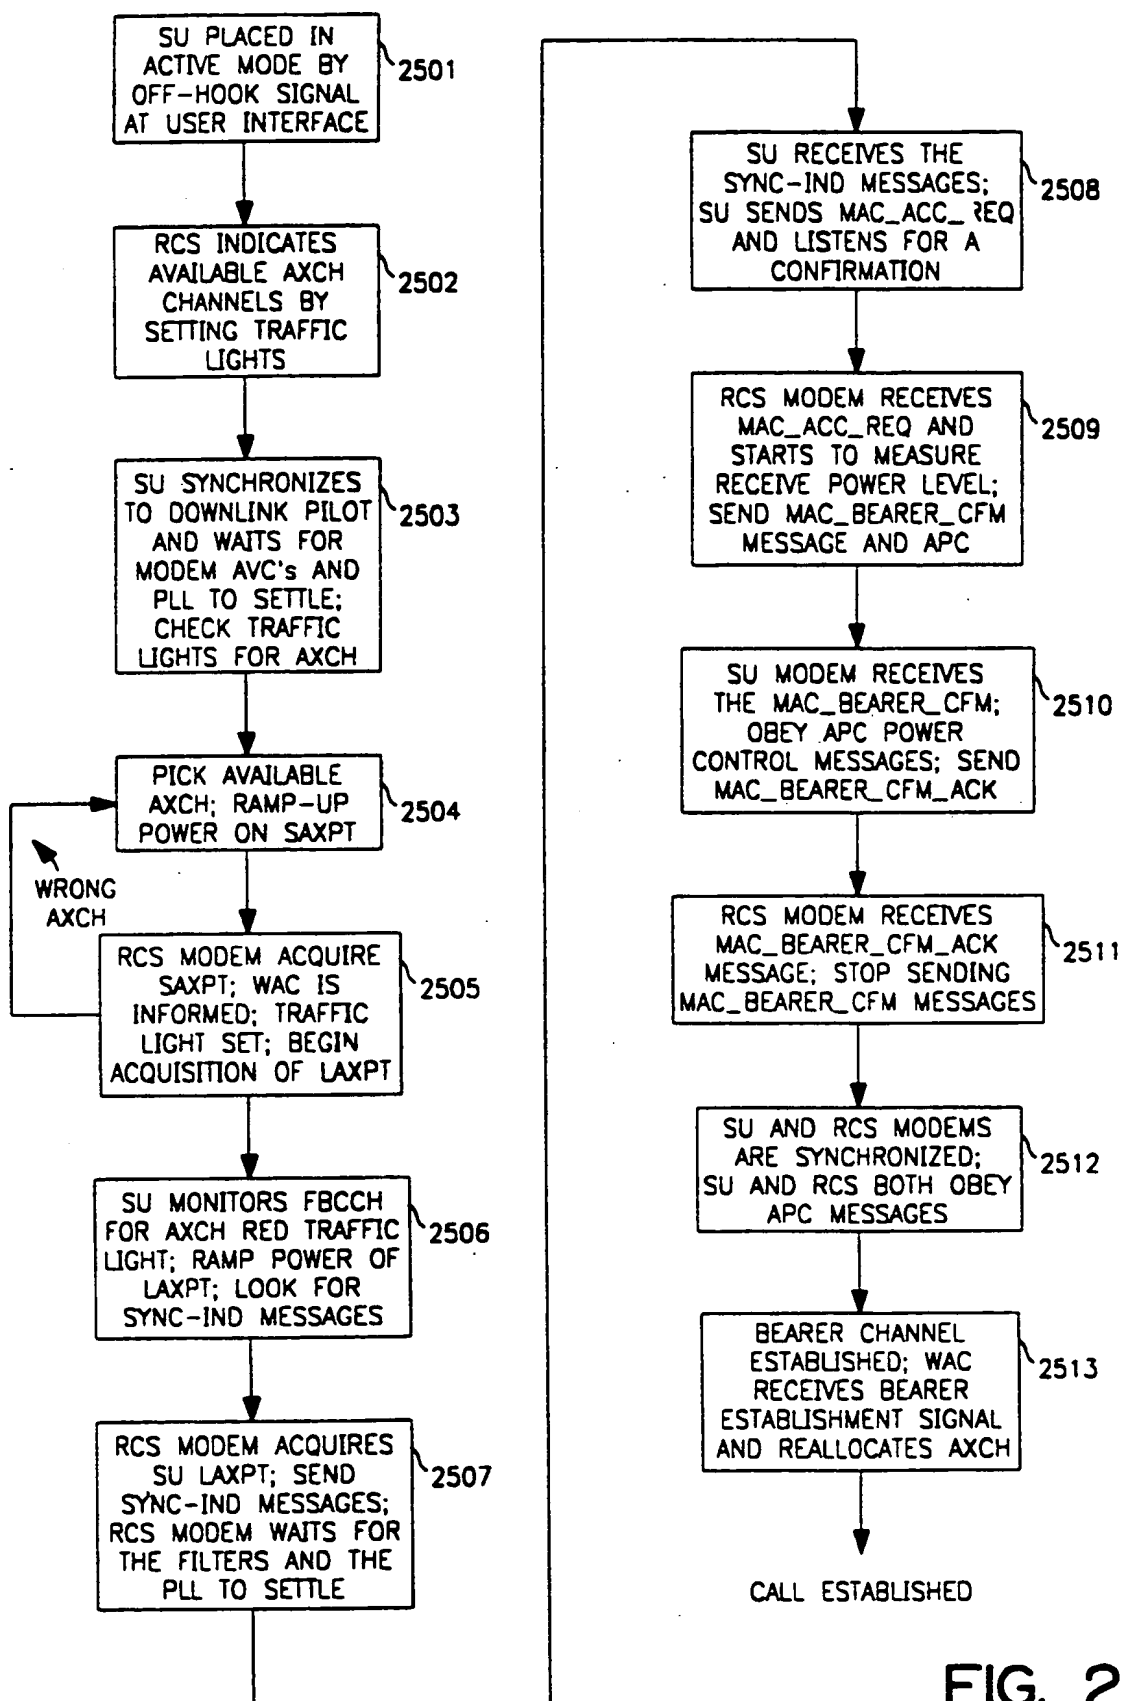 SU PLACED IN
ACTIVE MODE BY
OFF-HOOK SIGNAL
AT USER INTERFACE
2501
RCS INDICATES
AVAILABLE AXCH
CHANNELS BY
SETTING TRAFFIC
LIGHTS
2502
SU SYNCHRONIZES
TO DOWNLINK PILOT
AND WAITS FOR
MODEM AVC's AND
PLL TO SETTLE;
CHECK TRAFFIC
LIGHTS FOR AXCH
2503
PICK AVAILABLE
AXCH; RAMP-UP
POWER ON SAXPT
2504
WRONG
AXCH
RCS MODEM ACQUIRE
SAXPT; WAC IS
INFORMED; TRAFFIC
LIGHT SET; BEGIN
ACQUISITION OF LAXPT
2505
SU MONITORS FBCCH
FOR AXCH RED TRAFFIC
LIGHT; RAMP POWER OF
LAXPT; LOOK FOR
SYNC-IND MESSAGES
2506
RCS MODEM ACQUIRES
SU LAXPT; SEND
SYNC-IND MESSAGES;
RCS MODEM WAITS FOR
THE FILTERS AND THE
PLL TO SETTLE
2507
SU RECEIVES THE
SYNC-IND MESSAGES;
SU SENDS MAC_ACC_REQ
AND LISTENS FOR A
CONFIRMATION
2508
RCS MODEM RECEIVES
MAC_ACC_REQ AND
STARTS TO MEASURE
RECEIVE POWER LEVEL;
SEND MAC_BEARER_CFM
MESSAGE AND APC
2509
SU MODEM RECEIVES
THE MAC_BEARER_CFM;
OBEY APC POWER
CONTROL MESSAGES; SEND
MAC_BEARER_CFM_ACK
2510
RCS MODEM RECEIVES
MAC_BEARER_CFM_ACK
MESSAGE; STOP SENDING
MAC_BEARER_CFM MESSAGES
2511
SU AND RCS MODEMS
ARE SYNCHRONIZED;
SU AND RCS BOTH OBEY
APC MESSAGES
2512
BEARER CHANNEL
ESTABLISHED; WAC
RECEIVES BEARER
ESTABLISHMENT SIGNAL
AND REALLOCATES AXCH
2513
CALL ESTABLISHED
FIG. 2